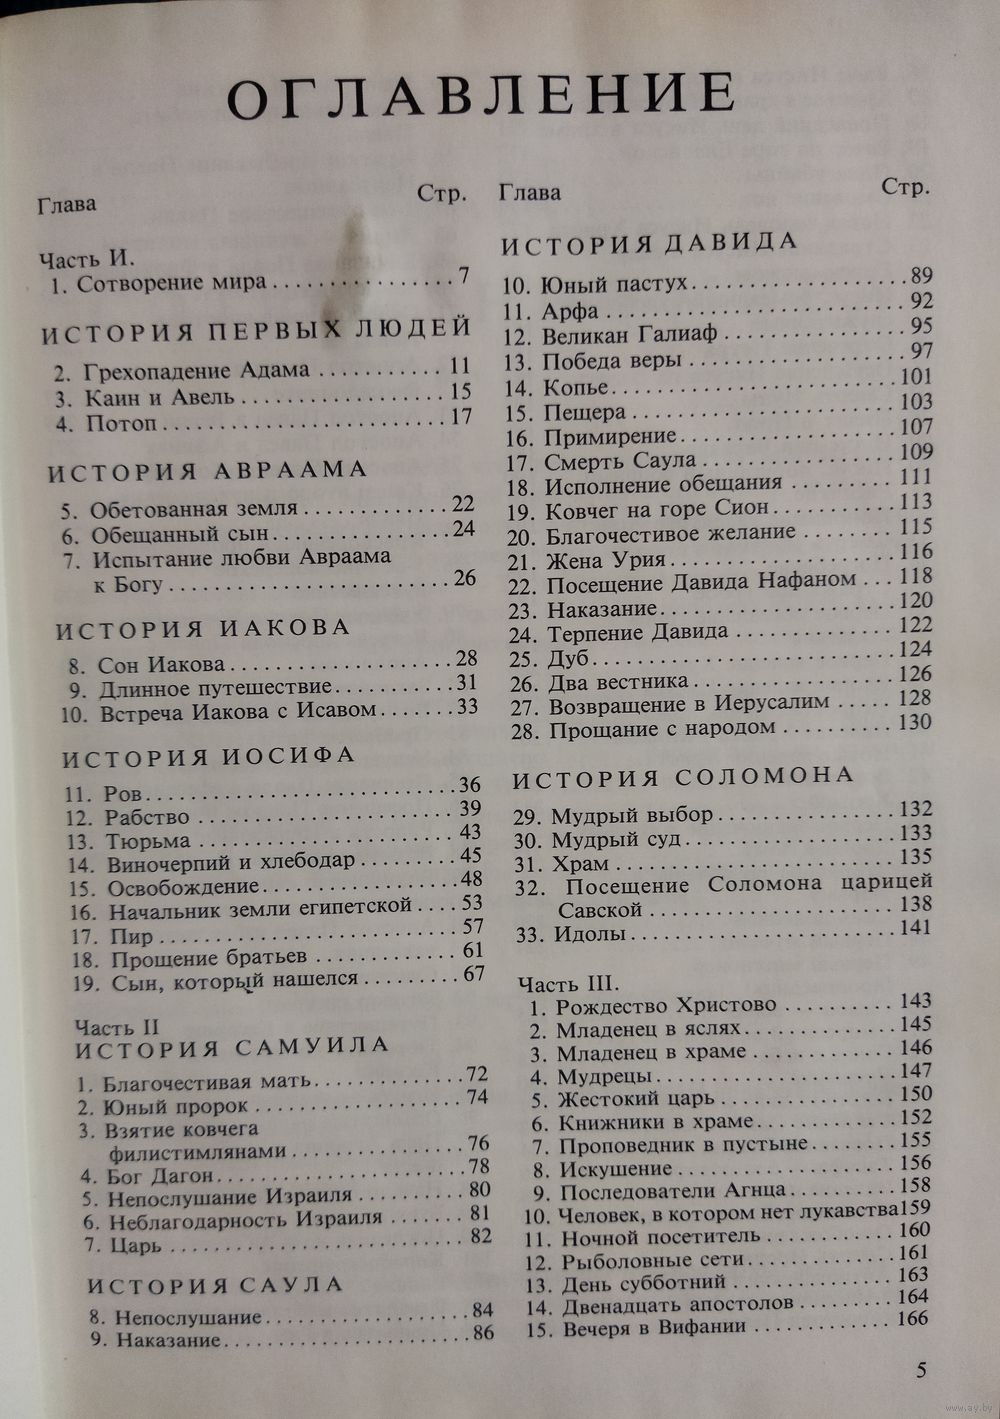 ОГЛАВЛЕНИЕ
Глава Стр.
Часть И.
1. Сотворение мира . . . . . . . . . . . . . . 7
ИСТОРИЯ ПЕРВЫХ ЛЮДЕЙ
2. Грехопадение Адама . . . . . . . . . . . 11
3. Каин и Авель . . . . . . . . . . . . . . . . . . 15
4. Потоп . . . . . . . . . . . . . . . . . . . . . . . . . 17
ИСТОРИЯ АВРААМА
5. Обетованная земля . . . . . . . . . . . . . 22
6. Обещанный сын . . . . . . . . . . . . . . . . 24
7. Испытание любви Авраама
к Богу . . . . . . . . . . . . . . . . . . . . . . . . . 26
ИСТОРИЯ ИАКОВА
8. Сон Иакова . . . . . . . . . . . . . . . . . . . . 28
9. Длинное путешествие . . . . . . . . . . . 31
10. Встреча Иакова с Исавом . . . . . . . 33
ИСТОРИЯ ИОСИФА
11. Ров . . . . . . . . . . . . . . . . . . . . . . . . . . . . 36
12. Рабство . . . . . . . . . . . . . . . . . . . . . . . 39
13. Тюрьма . . . . . . . . . . . . . . . . . . . . . . . 43
14. Виночерпий и хлебодар . . . . . . . . . 45
15. Освобождение . . . . . . . . . . . . . . . . . . 48
16. Начальник земли египетской . . . . 53
17. Пир . . . . . . . . . . . . . . . . . . . . . . . . . . . 57
18. Прощение братьев . . . . . . . . . . . . . 61
19. Сын, который нашелся . . . . . . . . . 67
Часть II
ИСТОРИЯ САМУИЛА
1. Благочестивая мать . . . . . . . . . . . . . . 72
2. Юный пророк . . . . . . . . . . . . . . . . . . . 74
3. Взятие ковчега
филистимлянами . . . . . . . . . . . . . . . . 76
4. Бог Дагон . . . . . . . . . . . . . . . . . . . . . . . 78
5. Непослушание Израиля . . . . . . . . . . 80
6. Неблагодарность Израиля . . . . . . . 81
7. Царь . . . . . . . . . . . . . . . . . . . . . . . . . . . 82
ИСТОРИЯ САУЛА
8. Непослушание . . . . . . . . . . . . . . . . . . . 84
9. Наказание . . . . . . . . . . . . . . . . . . . . . . . 86
Глава Стр.
ИСТОРИЯ ДАВИДА
10. Юный пастух . . . . . . . . . . . . . . . . . . . 89
11. Арфа . . . . . . . . . . . . . . . . . . . . . . . . . . . 92
12. Великан Галиаф . . . . . . . . . . . . . . . . 95
13. Победа веры . . . . . . . . . . . . . . . . . . . . 97
14. Копье . . . . . . . . . . . . . . . . . . . . . . . . . . 101
15. Пещера . . . . . . . . . . . . . . . . . . . . . . . . 103
16. Примирение . . . . . . . . . . . . . . . . . . . 107
17. Смерть Саула . . . . . . . . . . . . . . . . . . 109
18. Исполнение обещания . . . . . . . . . 111
19. Ковчег на горе Сион . . . . . . . . . . . 113
20. Благочестивое желание . . . . . . . . 115
21. Жена Урия . . . . . . . . . . . . . . . . . . . . 116
22. Посещение Давида Нафаном . . . 118
23. Наказание . . . . . . . . . . . . . . . . . . . . . 120
24. Терпение Давида . . . . . . . . . . . . . . 122
25. Дуб . . . . . . . . . . . . . . . . . . . . . . . . . . . 124
26. Два вестника . . . . . . . . . . . . . . . . . . 126
27. Возвращение в Иерусалим . . . . . 128
28. Прощание с народом . . . . . . . . . . 130
ИСТОРИЯ СОЛОМОНА
29. Мудрый выбор . . . . . . . . . . . . . . . . 132
30. Мудрый суд . . . . . . . . . . . . . . . . . . . 133
31. Храм . . . . . . . . . . . . . . . . . . . . . . . . . . 135
32. Посещение Соломона царицей
Савской . . . . . . . . . . . . . . . . . . . . . . . 138
33. Идолы . . . . . . . . . . . . . . . . . . . . . . . . 141
Часть III.
1. Рождество Христово . . . . . . . . . . 143
2. Младенец в яслях . . . . . . . . . . . . . . 145
3. Младенец в храме . . . . . . . . . . . . . 146
4. Мудрецы . . . . . . . . . . . . . . . . . . . . . . 147
5. Жестокий царь . . . . . . . . . . . . . . . . 150
6. Книжники в храме . . . . . . . . . . . . . 152
7. Проповедник в пустыне . . . . . . . . 155
8. Искушение . . . . . . . . . . . . . . . . . . . . 156
9. Последователи Агнца . . . . . . . . . . 158
10. Человек, в котором нет лукавства159
11. Ночной посетитель . . . . . . . . . . . . 160
12. Рыболовные сети . . . . . . . . . . . . . . 161
13. День субботний . . . . . . . . . . . . . . . 163
14. Двенадцать апостолов . . . . . . . . . 164
15. Вечеря в Вифании . . . . . . . . . . . . . 166
5
www.ay.by